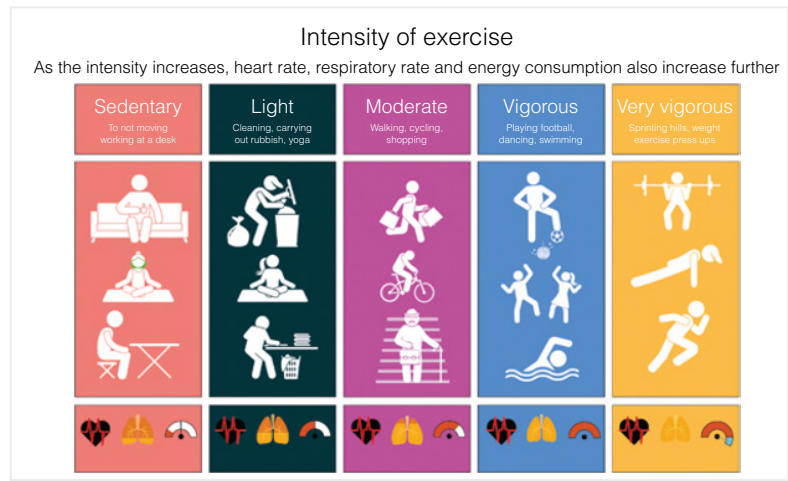 Intensity of exercise
As the intensity increases, heart rate, respiratory rate and energy consumption also increase further
Sedentary
To not moving
working at a desk
Light
Cleaning, carrying
out rubbish, yoga
Moderate
Walking, cycling,
shopping
Vigorous
Playing football,
dancing, swimming
Very vigorous
Sprinting hills, weight
exercise press ups